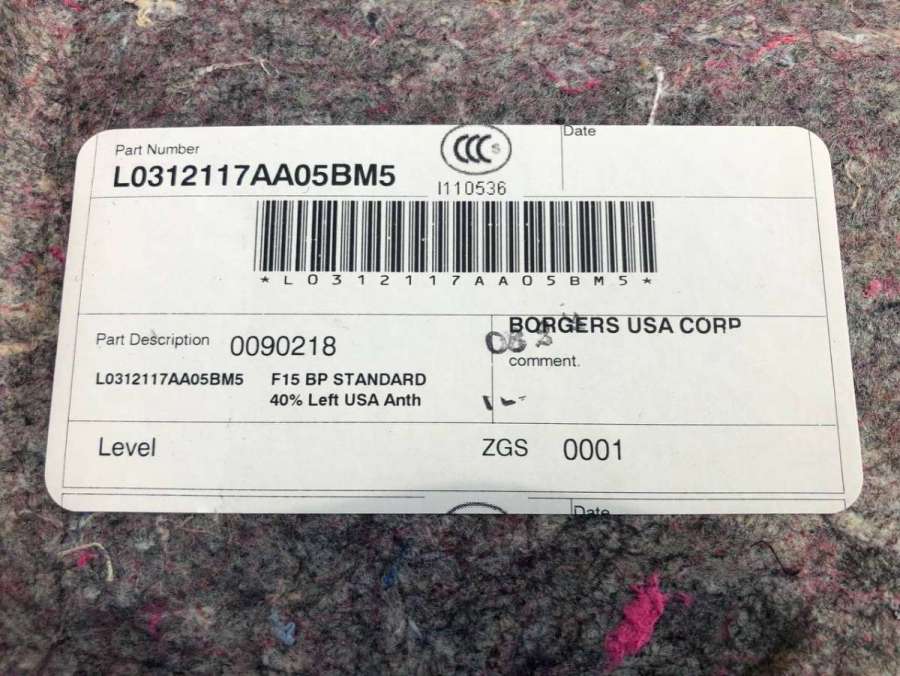 Part Number
L0312117AA05BM5
CCC S
I110536
Date
*L0312117AA05BM5*
Part Description 0090218
L0312117AA05BM5 F15 BP STANDARD
40% Left USA Anth
BORGERS USA CORP
comment.
Level
ZGS 0001
Date